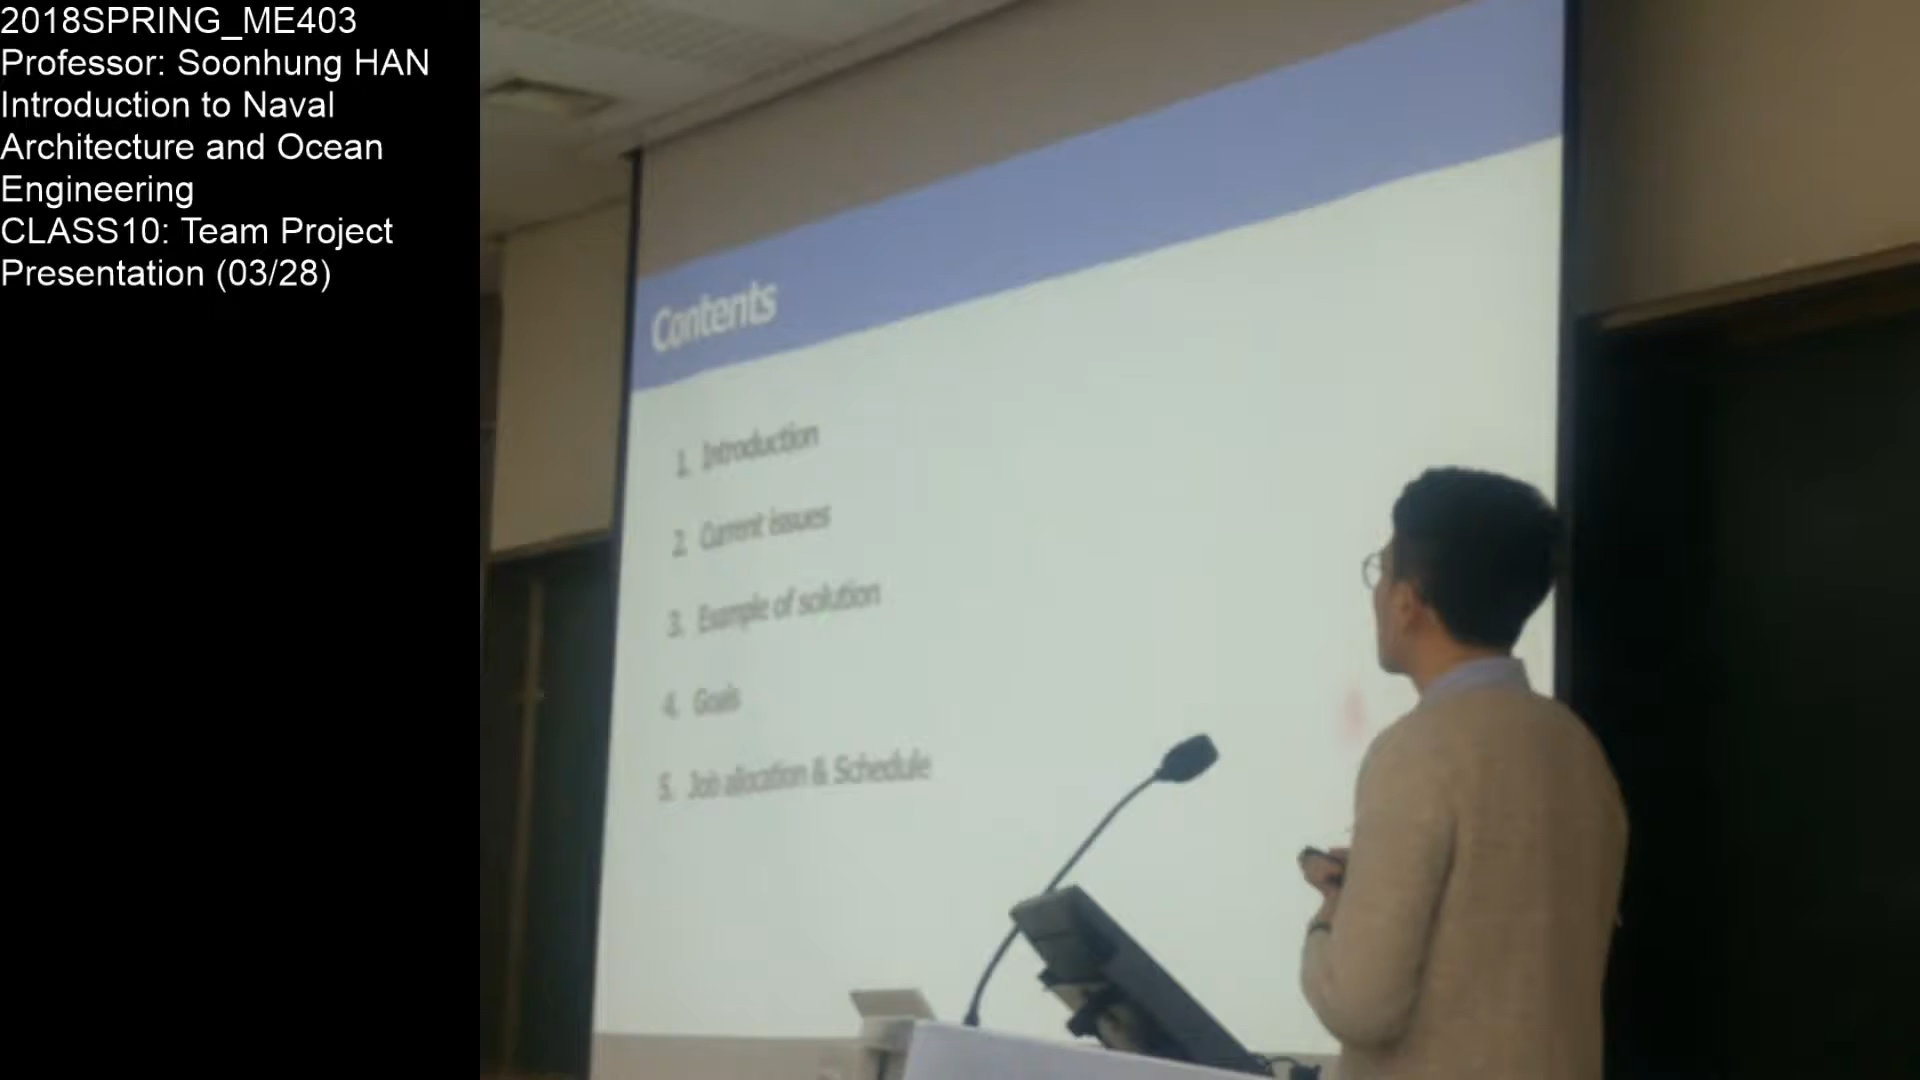 2018SPRING_ME403
Professor: Soonhung HAN
Introduction to Naval
Architecture and Ocean
Engineering
CLASS10: Team Project
Presentation (03/28)
Contents
1. Introduction
2. Current issues
3. Example of solution
4. Goals
5. Job allocation & Schedule